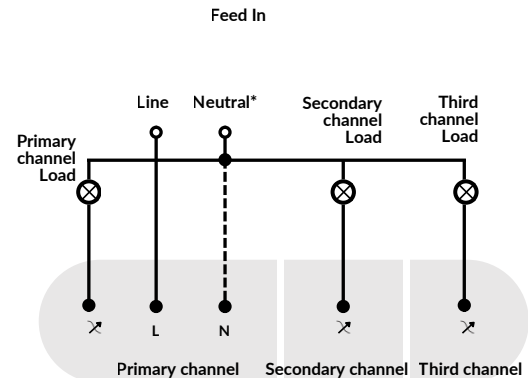 Feed In
Line
Neutral*
Secondary
channel
Load
Third
channel
Load
Primary
channel
Load
L
N
Primary channel
Secondary channel
Third channel